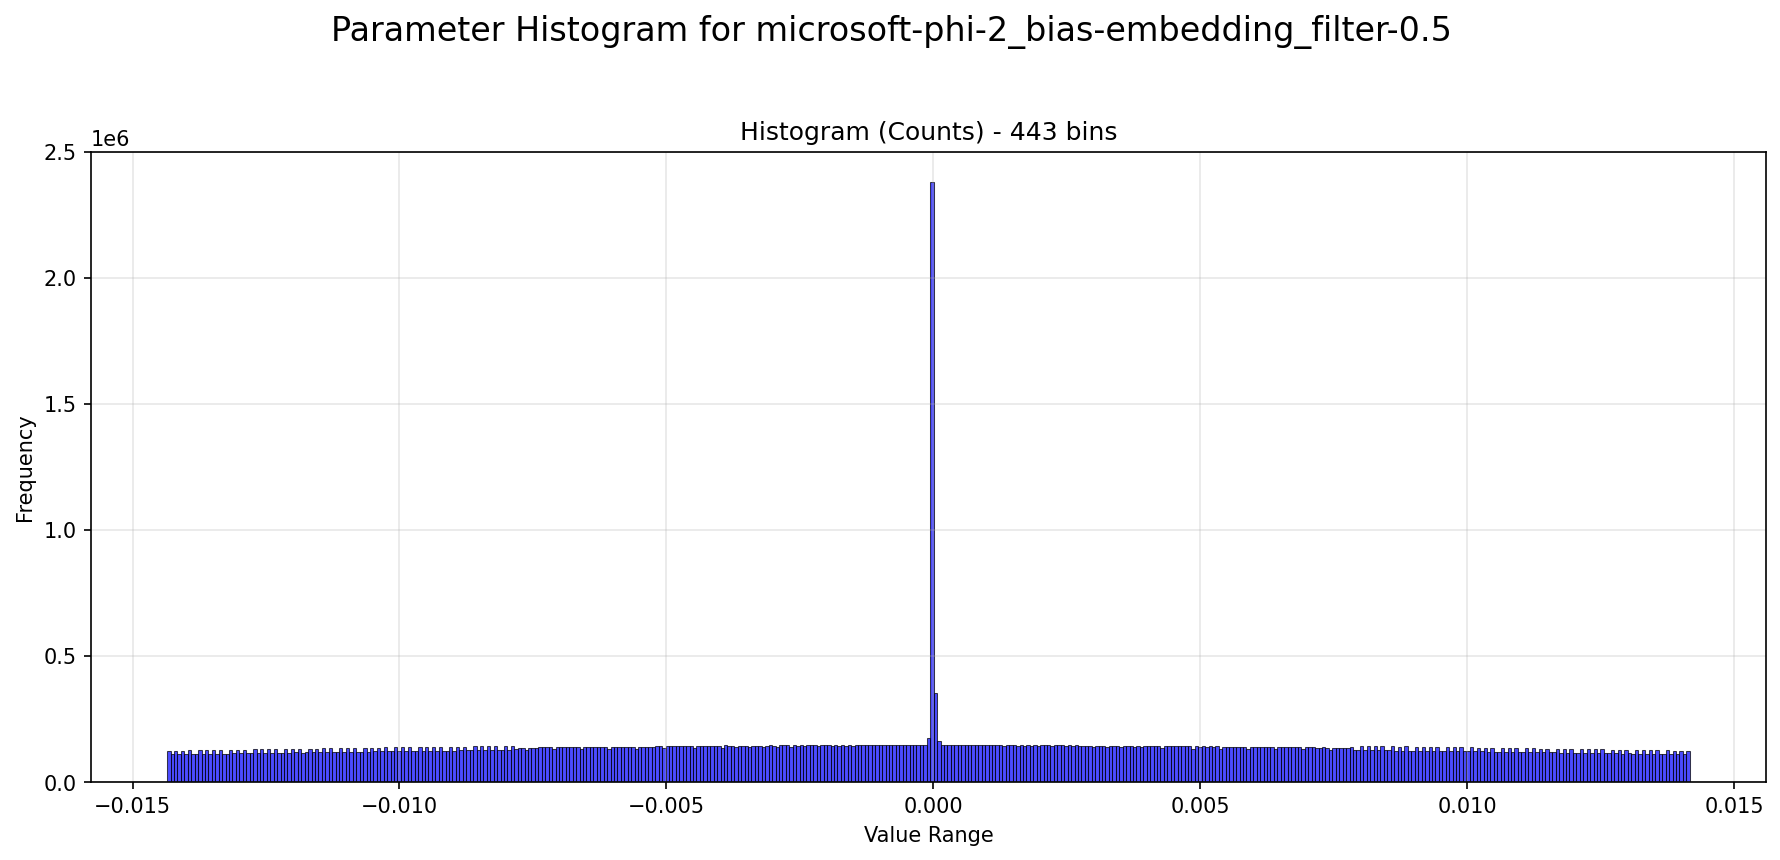 Parameter Histogram for microsoft-phi-2_bias-embedding_filter-0.5
Histogram (Counts) - 443 bins
1e6
2.5
2.0
1.5
1.0
0.5
0.0
Frequency
−0.015 −0.010 −0.005 0.000 0.005 0.010 0.015
Value Range